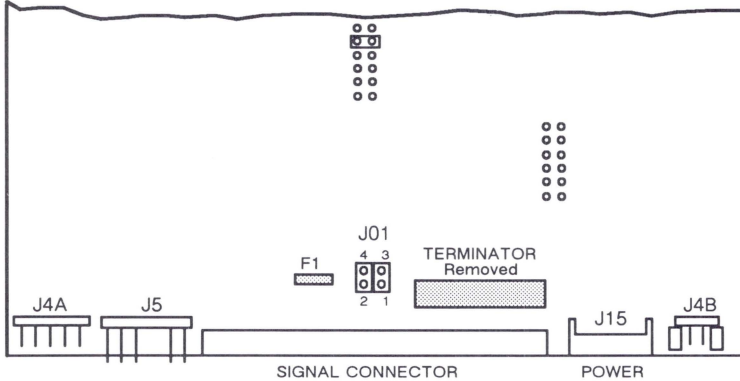 J01
4 3
F1
TERMINATOR
Removed
2 1
J4A
J5
J15
J4B
SIGNAL CONNECTOR
POWER